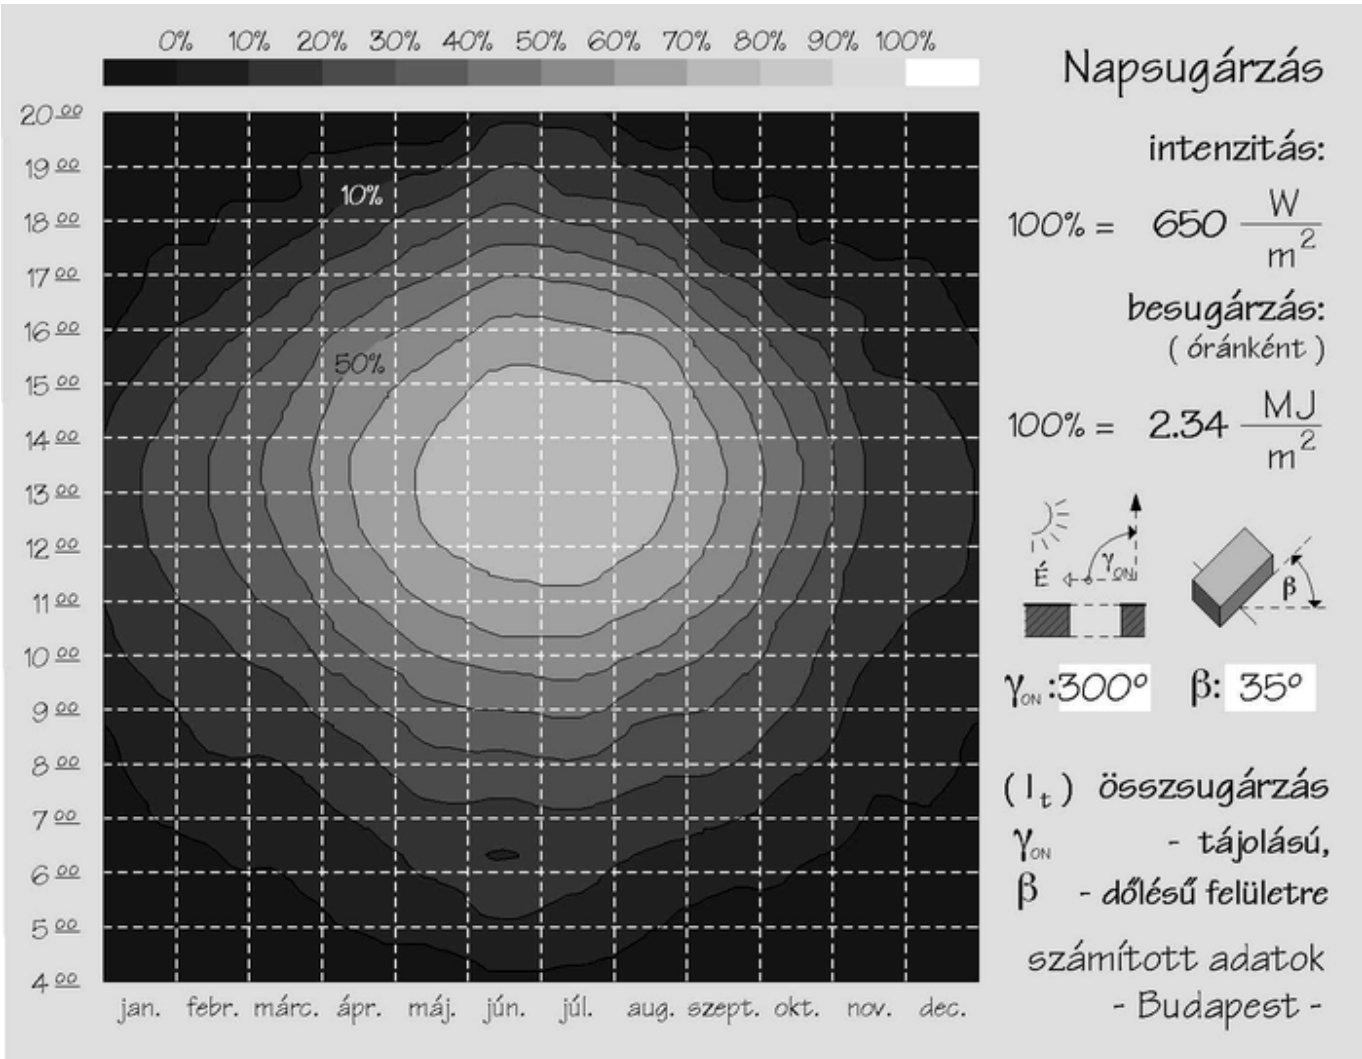 0% 10% 20% 30% 40% 50% 60% 70% 80% 90% 100%
Napsugárzás
intenzitás:
100% = 650 W/m²
besugárzás:
( óránként )
100% = 2.34 MJ/m²
É γON
β
γON :300° β: 35°
(It) összsugárzás
γON - tájolású,
β - dőlésű felületre
számított adatok
- Budapest -
20 00
19 00
10%
18 00
17 00
16 00
50%
15 00
14 00
13 00
12 00
11 00
10 00
9 00
8 00
7 00
6 00
5 00
4 00
jan. febr. márc. ápr. máj. jún. júl. aug. szept. okt. nov. dec.